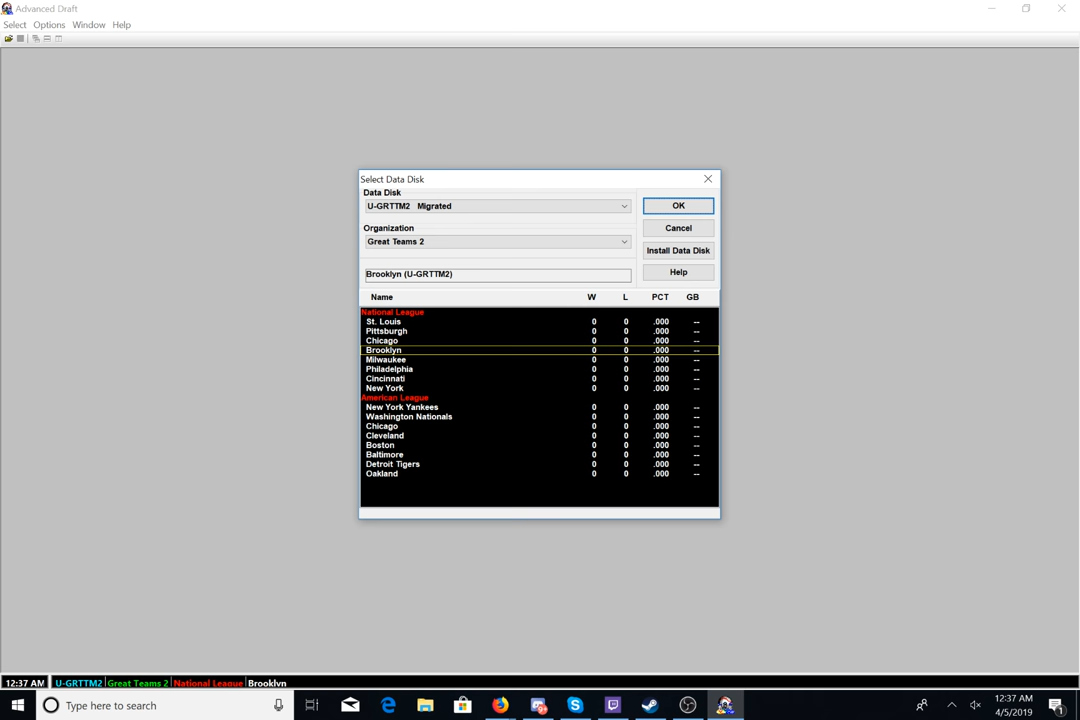 Advanced Draft
Select Options Window Help
Select Data Disk
Data Disk
U-GRTTM2 Migrated
OK
Organization
Cancel
Great Teams 2
Install Data Disk
Brooklyn (U-GRTTM2)
Help
Name W L PCT GB
National League
St. Louis 0 0 .000 --
Pittsburgh 0 0 .000 --
Chicago 0 0 .000 --
Brooklyn 0 0 .000 --
Milwaukee 0 0 .000 --
Philadelphia 0 0 .000 --
Cincinnati 0 0 .000 --
New York 0 0 .000 --
American League
New York Yankees 0 0 .000 --
Washington Nationals 0 0 .000 --
Chicago 0 0 .000 --
Cleveland 0 0 .000 --
Boston 0 0 .000 --
Baltimore 0 0 .000 --
Detroit Tigers 0 0 .000 --
Oakland 0 0 .000 --
12:37 AM U-GRTTM2 Great Teams 2 National League Brooklyn
Type here to search
12:37 AM
4/5/2019
1